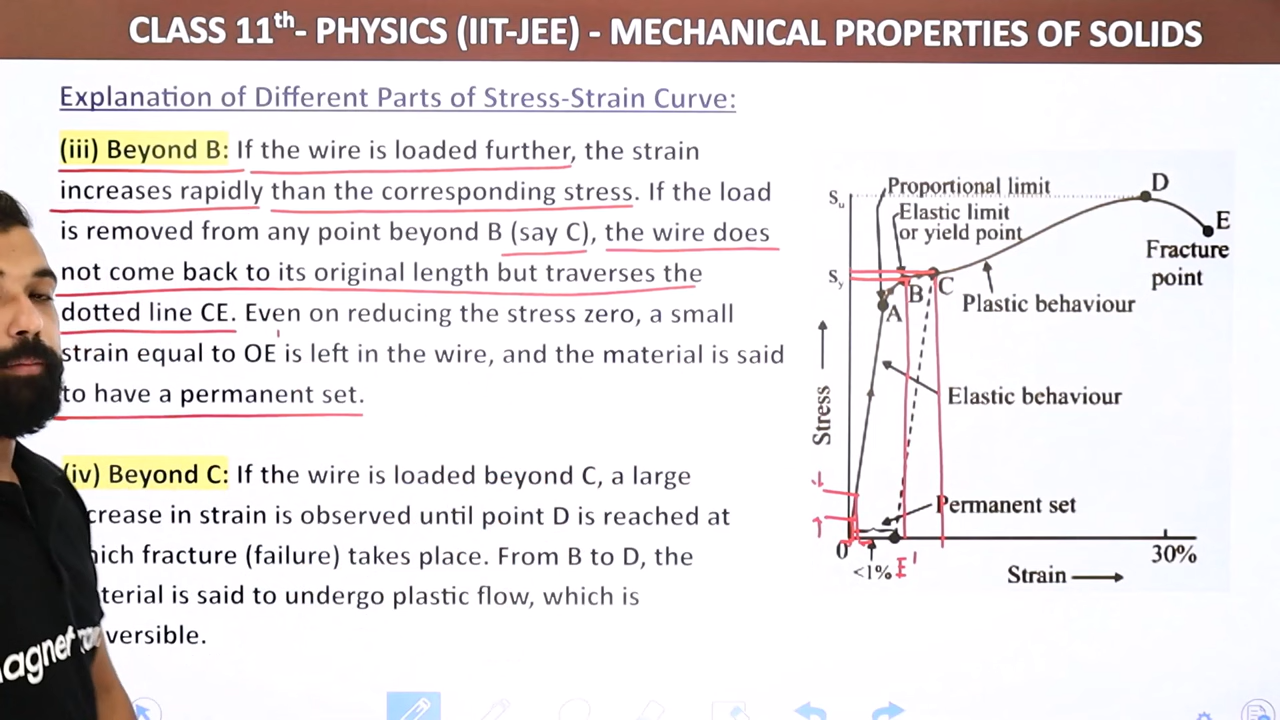 CLASS 11th- PHYSICS (IIT-JEE) - MECHANICAL PROPERTIES OF SOLIDS
Explanation of Different Parts of Stress-Strain Curve:
(iii) Beyond B: If the wire is loaded further, the strain
increases rapidly than the corresponding stress. If the load
is removed from any point beyond B (say C), the wire does
not come back to its original length but traverses the
dotted line CE. Even on reducing the stress zero, a small
strain equal to OE' is left in the wire, and the material is said
to have a permanent set.
(iv) Beyond C: If the wire is loaded beyond C, a large
crease in strain is observed until point D is reached at
ich fracture (failure) takes place. From B to D, the
terial is said to undergo plastic flow, which is
versible.
Proportional limit
Elastic limit
or yield point
Su
Sy
A
B
C
D
E
Fracture
point
Plastic behaviour
Elastic behaviour
Stress
Permanent set
0
<1%
E'
30%
Strain
agnet